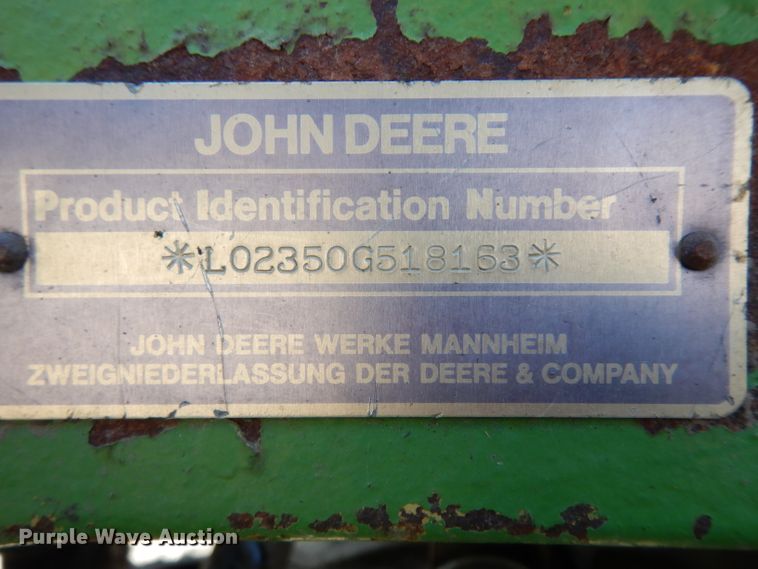 JOHN DEERE
Product Identification Number
*L02350G518163*
JOHN DEERE WERKE MANNHEIM
ZWEIGNIEDERLASSUNG DER DEERE & COMPANY
Purple Wave Auction